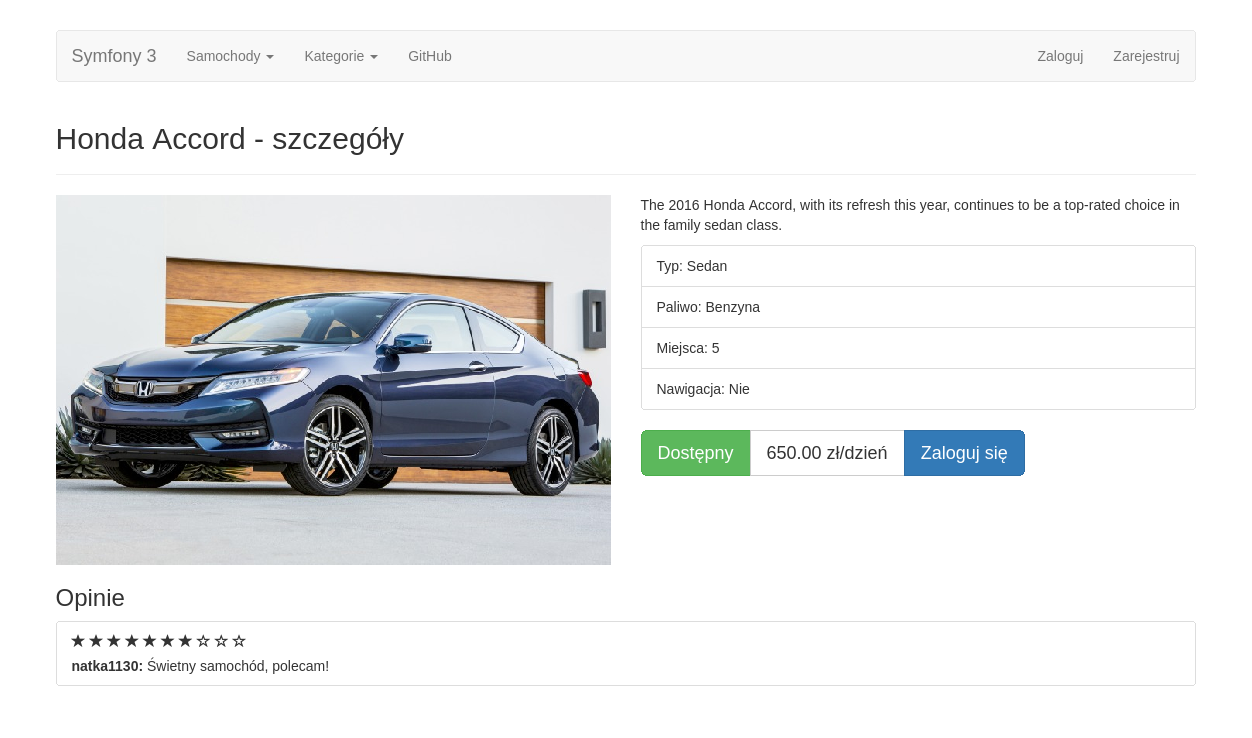 Symfony 3 Samochody Kategorie GitHub Zaloguj Zarejestruj
Honda Accord - szczegóły
The 2016 Honda Accord, with its refresh this year, continues to be a top-rated choice in
the family sedan class.
Typ: Sedan
Paliwo: Benzyna
Miejsca: 5
Nawigacja: Nie
Dostępny 650.00 zł/dzień Zaloguj się
Opinie
natka1130: Świetny samochód, polecam!